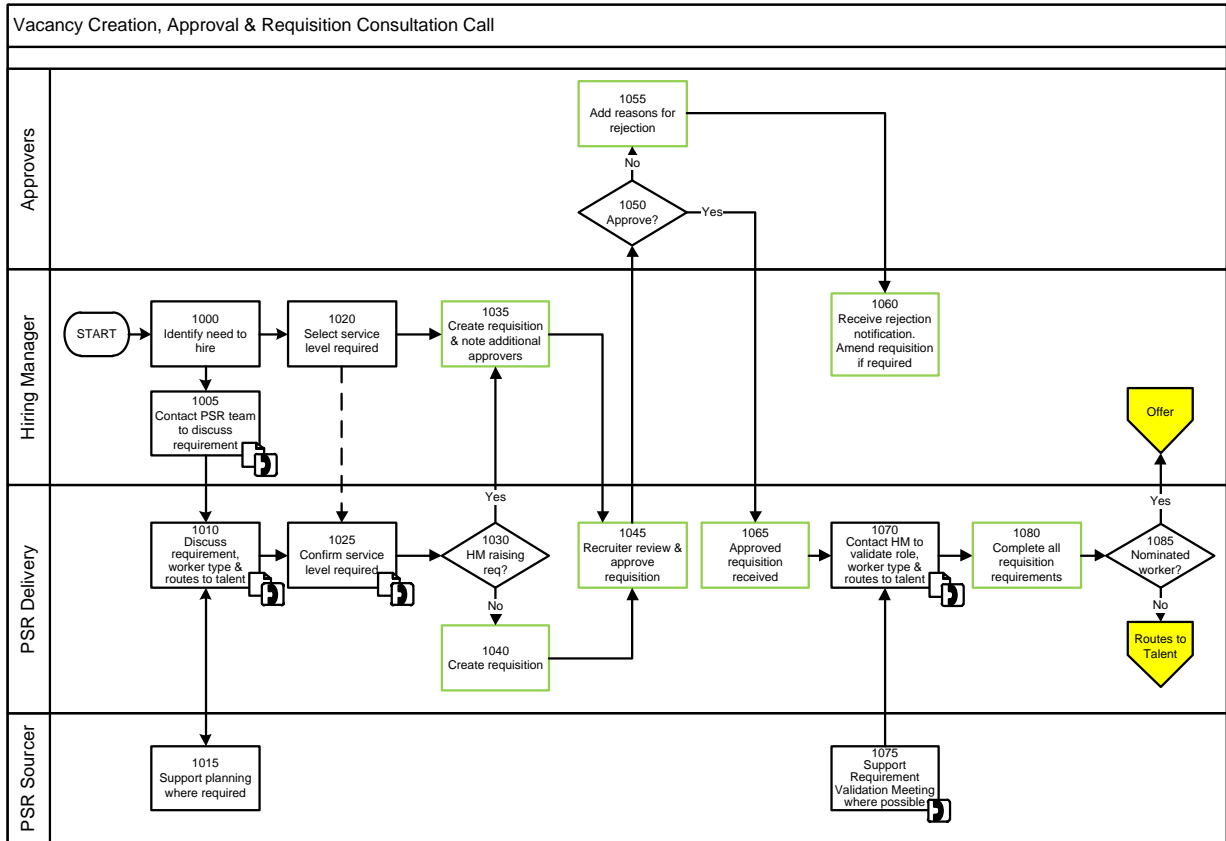 Vacancy Creation, Approval & Requisition Consultation Call
Approvers
1055
Add reasons for
rejection
No
1050
Approve?
Yes
Hiring Manager
START
1000
Identify need to
hire
1020
Select service
level required
1035
Create requisition
& note additional
approvers
1060
Receive rejection
notification.
Amend requisition
if required
1005
Contact PSR team
to discuss
requirement
Offer
PSR Delivery
Yes
Yes
1010
Discuss
requirement,
worker type &
routes to talent
1025
Confirm service
level required
1030
HM raising
req?
1045
Recruiter review &
approve
requisition
1065
Approved
requisition
received
1070
Contact HM to
validate role,
worker type &
routes to talent
1080
Complete all
requisition
requirements
1085
Nominated
worker?
No
No
1040
Create requisition
Routes to
Talent
PSR Sourcer
1015
Support planning
where required
1075
Support
Requirement
Validation Meeting
where possible